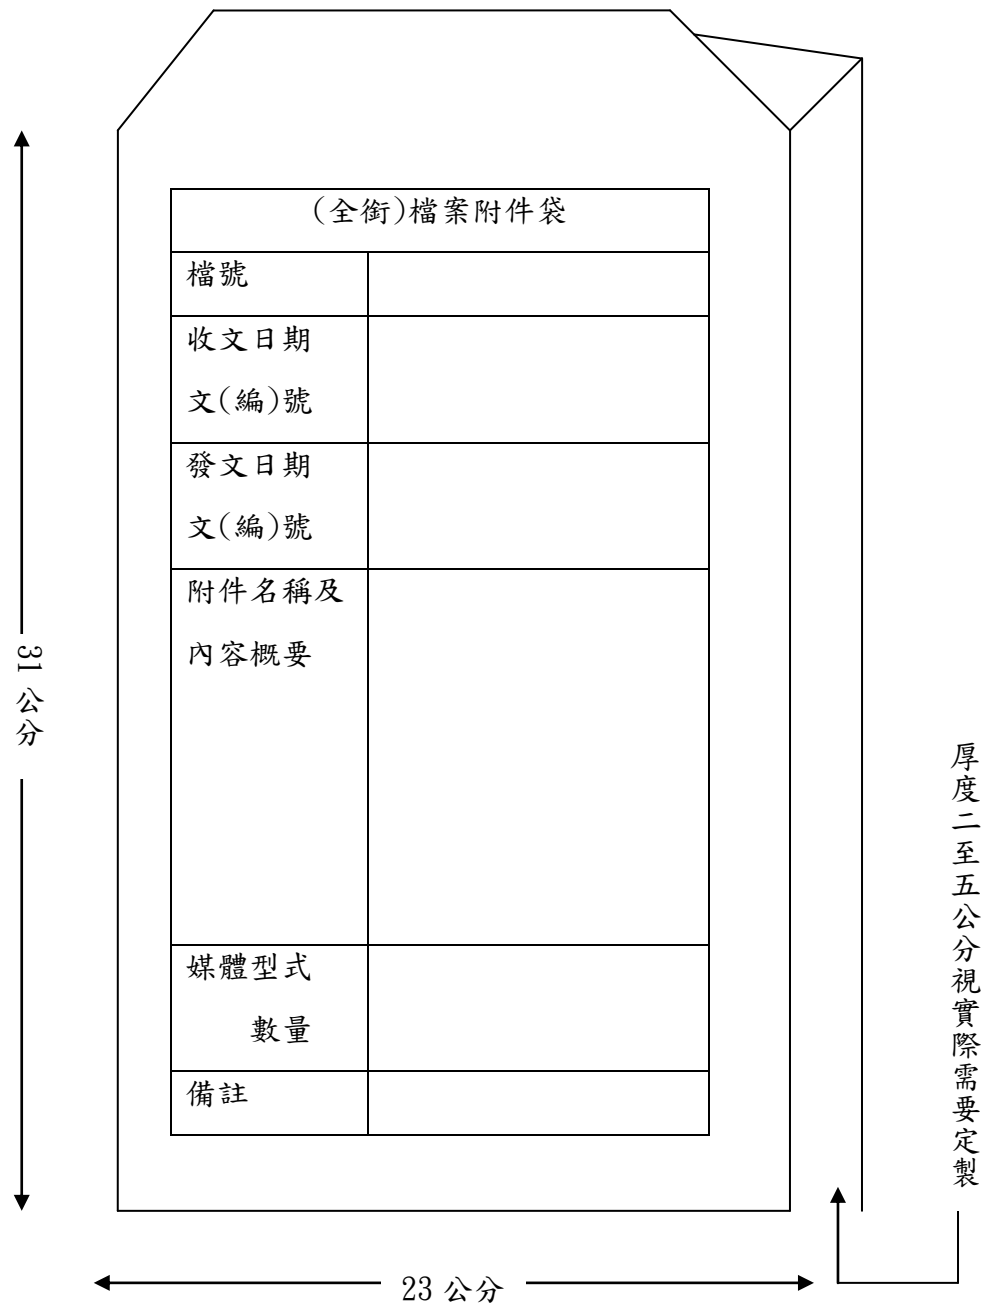 (全銜)檔案附件袋
檔號
收文日期
文(編)號
發文日期
文(編)號
附件名稱及
內容概要
媒體型式
數量
備註
31 公分
23 公分
厚度二至五公分視實際需要定製